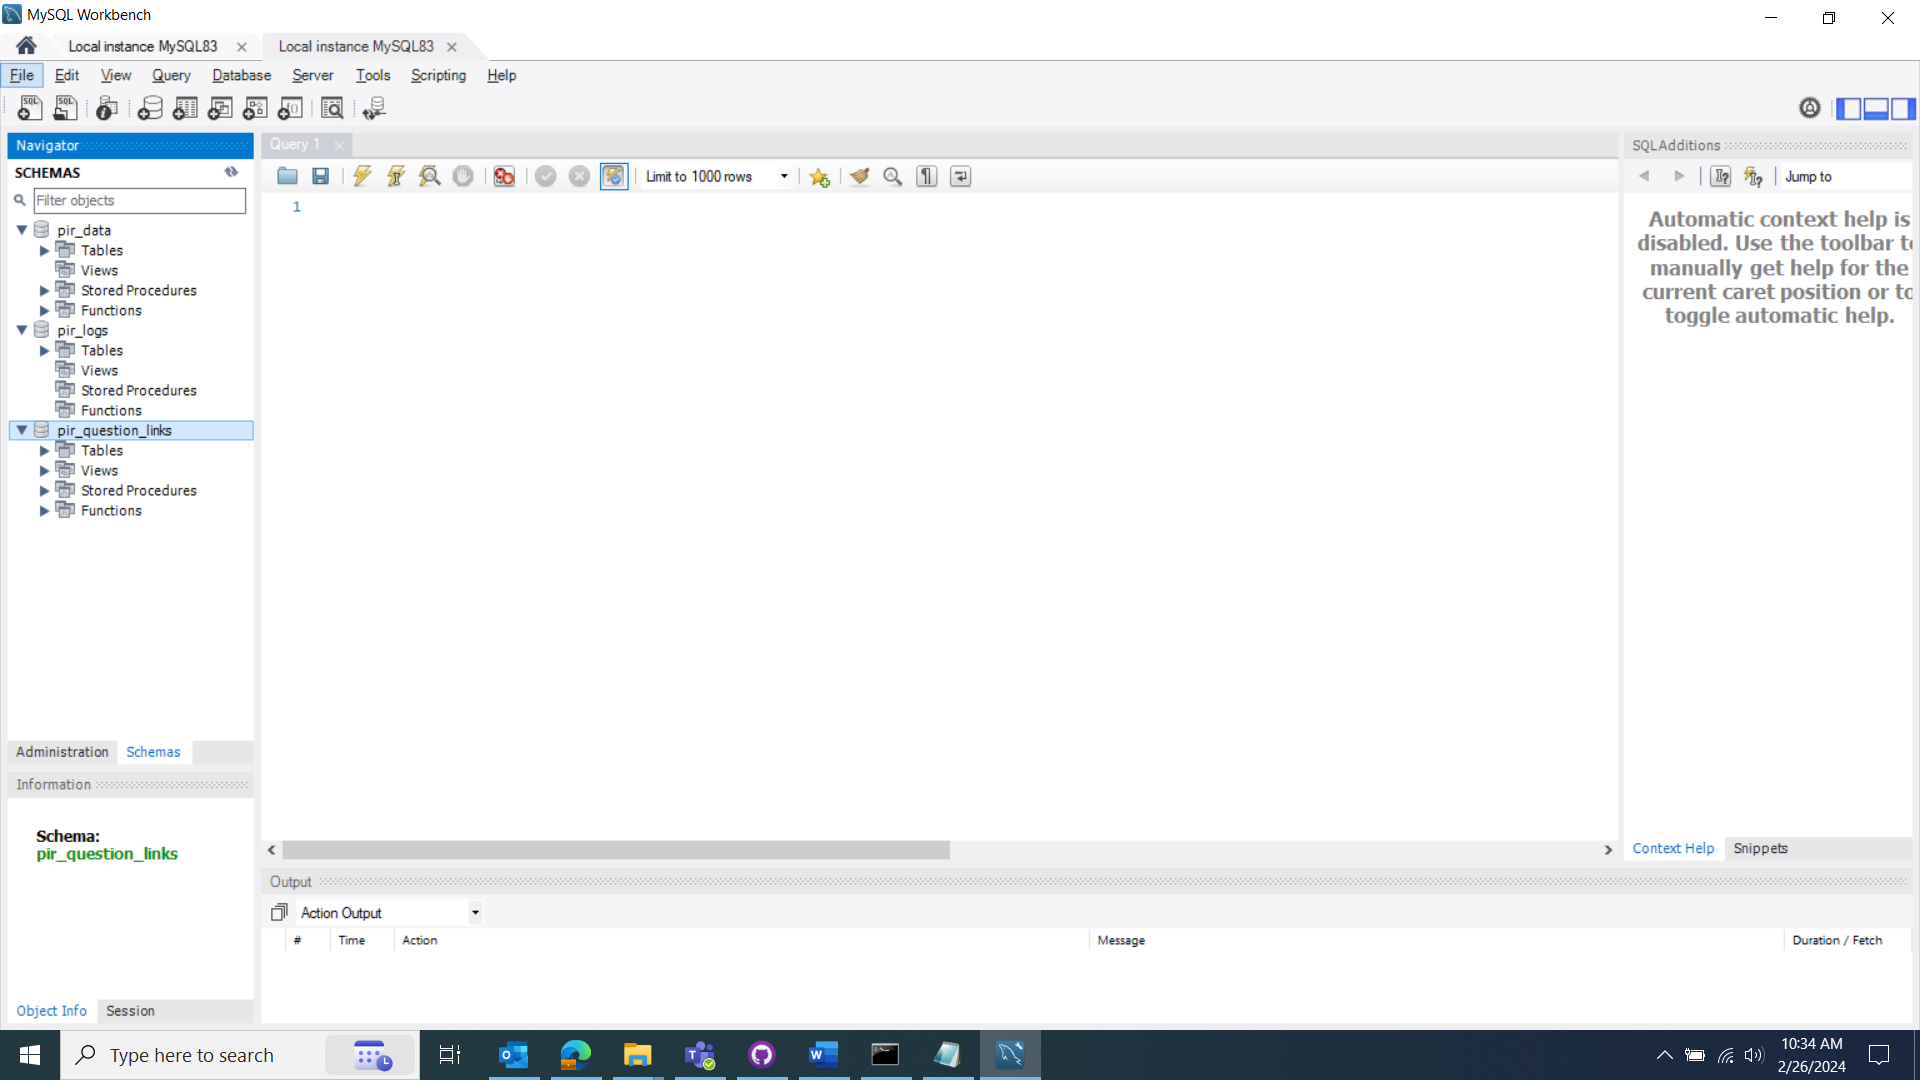 MySQL Workbench
Local instance MySQL83
Local instance MySQL83
File Edit View Query Database Server Tools Scripting Help
Navigator
SCHEMAS
Filter objects
pir_data
Tables
Views
Stored Procedures
Functions
pir_logs
Tables
Views
Stored Procedures
Functions
pir_question_links
Tables
Views
Stored Procedures
Functions
Administration Schemas
Information
Schema:
pir_question_links
Object Info Session
Query 1
Limit to 1000 rows
1
SQLAdditions
Jump to
Automatic context help is
disabled. Use the toolbar to
manually get help for the
current caret position or to
toggle automatic help.
Context Help Snippets
Output
Action Output
# Time Action Message Duration / Fetch
Type here to search
10:34 AM
2/26/2024